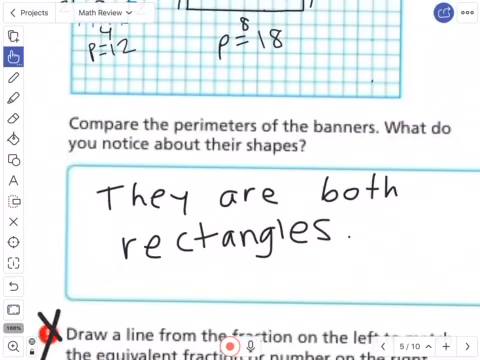 Projects
Math Review
4
P=12
8
P=18
Compare the perimeters of the banners. What do
you notice about their shapes?
They are both
rectangles.
Draw a line from the fraction on the left to match
the equivalent fraction or number on the right.
100%
5/10